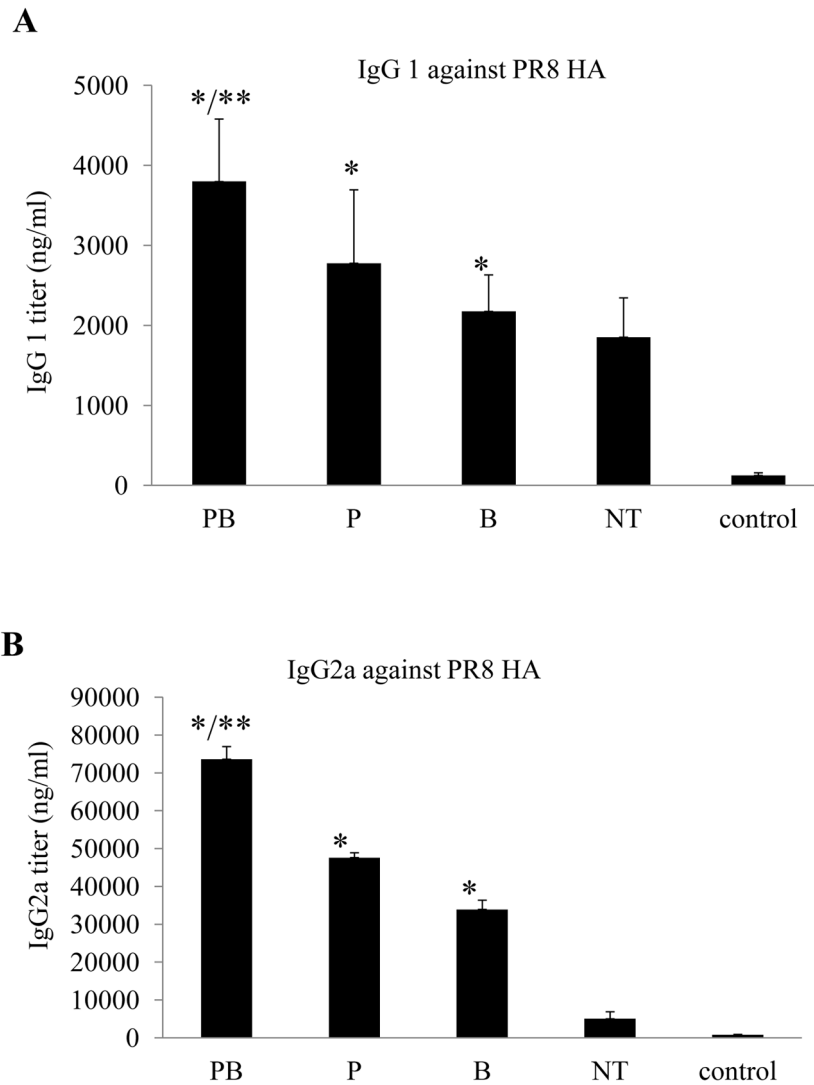 A
IgG 1 against PR8 HA
IgG 1 titer (ng/ml)
5000
4000
3000
2000
1000
0
*/**
*
*
PB P B NT control
B
IgG2a against PR8 HA
IgG2a titer (ng/ml)
90000
80000
70000
60000
50000
40000
30000
20000
10000
0
*/**
*
*
PB P B NT control